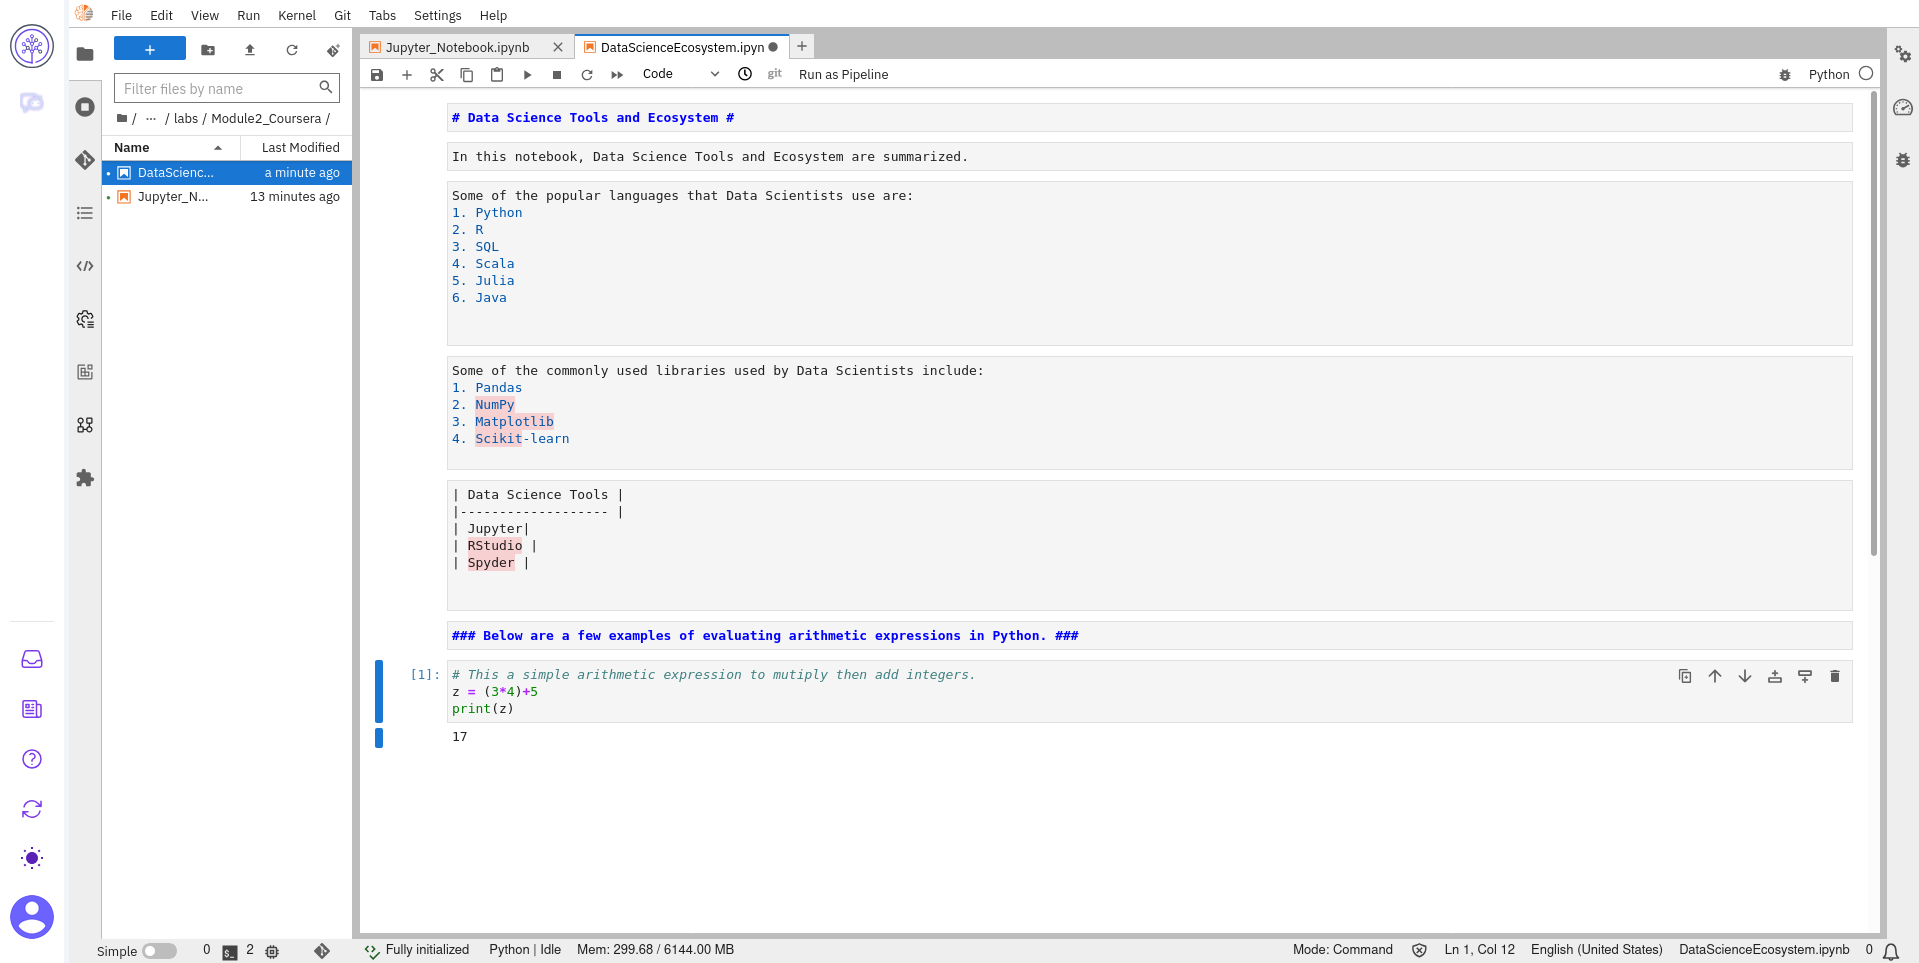 File Edit View Run Kernel Git Tabs Settings Help
Jupyter_Notebook.ipynb
DataScienceEcosystem.ipyn
Code
git
Run as Pipeline
Python
Filter files by name
/ ··· / labs / Module2_Coursera /
Name Last Modified
DataScienc... a minute ago
Jupyter_N... 13 minutes ago
# Data Science Tools and Ecosystem #
In this notebook, Data Science Tools and Ecosystem are summarized.
Some of the popular languages that Data Scientists use are:
1. Python
2. R
3. SQL
4. Scala
5. Julia
6. Java
Some of the commonly used libraries used by Data Scientists include:
1. Pandas
2. NumPy
3. Matplotlib
4. Scikit-learn
| Data Science Tools |
|------------------- |
| Jupyter|
| RStudio |
| Spyder |
### Below are a few examples of evaluating arithmetic expressions in Python. ###
[1]: # This a simple arithmetic expression to mutiply then add integers.
z = (3*4)+5
print(z)
17
Simple 0 2 Fully initialized Python | Idle Mem: 299.68 / 6144.00 MB Mode: Command Ln 1, Col 12 English (United States) DataScienceEcosystem.ipynb 0